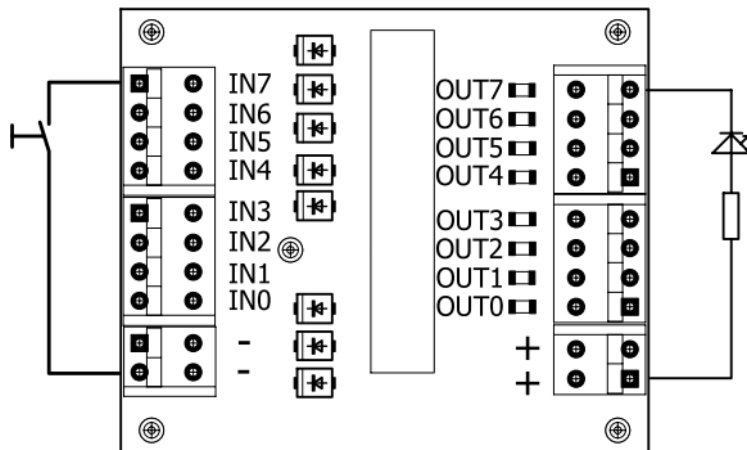 IN7
IN6
IN5
IN4
IN3
IN2
IN1
IN0
-
-
OUT7
OUT6
OUT5
OUT4
OUT3
OUT2
OUT1
OUT0
+
+